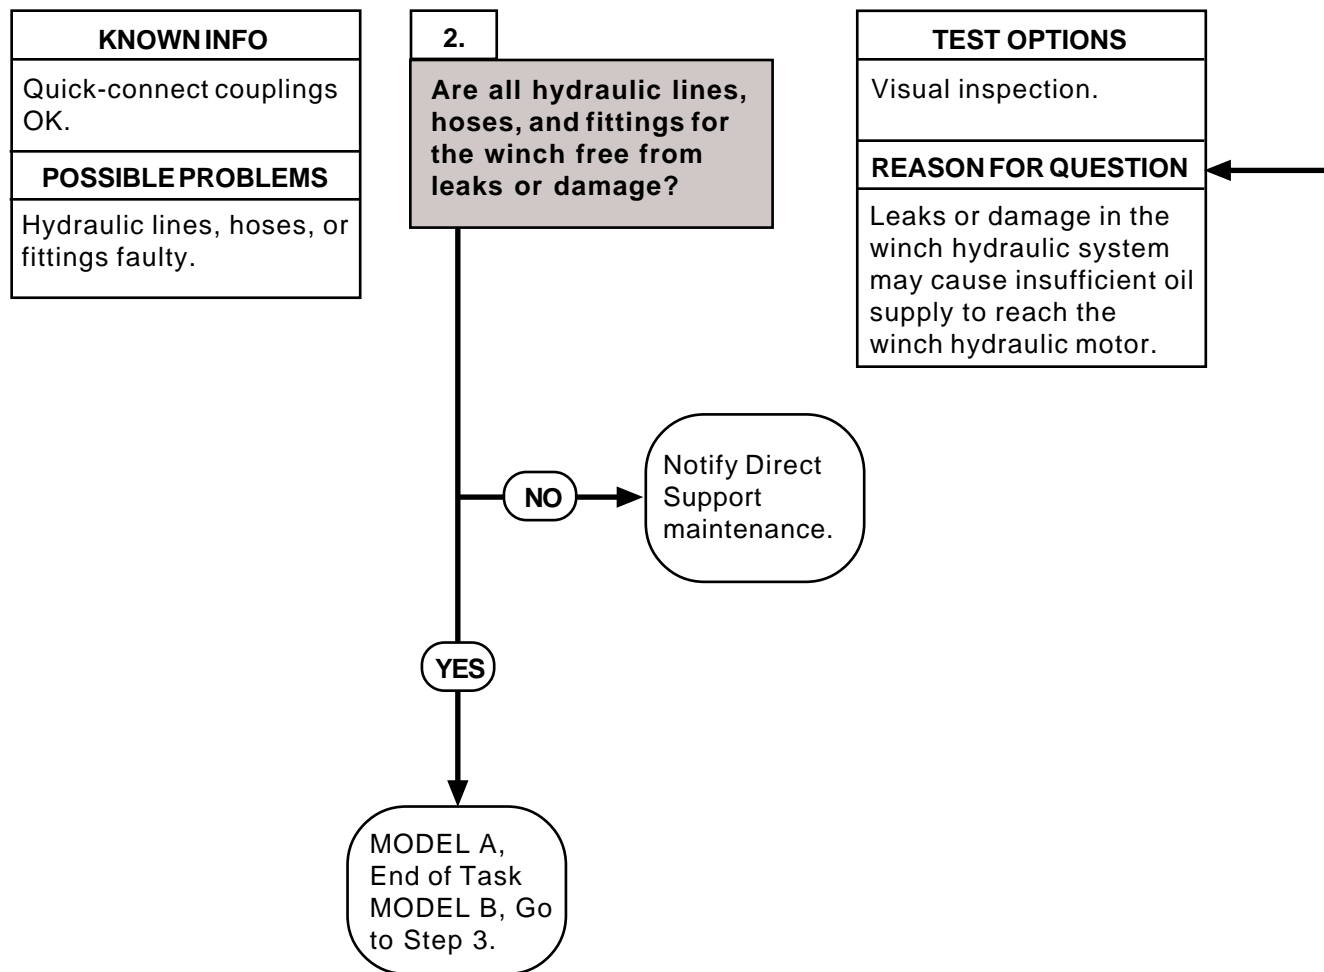 KNOWN INFO
Quick-connect couplings
OK.
POSSIBLE PROBLEMS
Hydraulic lines, hoses, or
fittings faulty.
2.
Are all hydraulic lines,
hoses, and fittings for
the winch free from
leaks or damage?
TEST OPTIONS
Visual inspection.
REASON FOR QUESTION
Leaks or damage in the
winch hydraulic system
may cause insufficient oil
supply to reach the
winch hydraulic motor.
NO
Notify Direct
Support
maintenance.
YES
MODEL A,
End of Task
MODEL B, Go
to Step 3.